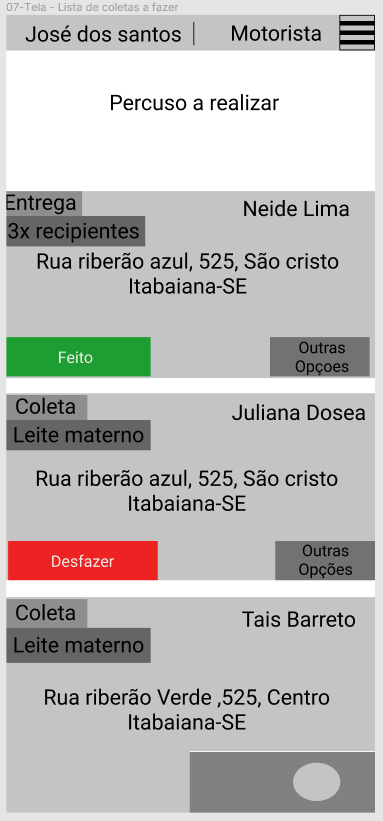 07-Tela - Lista de coletas a fazer
José dos santos | Motorista
Percuso a realizar
Entrega
Neide Lima
3x recipientes
Rua riberão azul, 525, São cristo
Itabaiana-SE
Feito
Outras
Opçoes
Coleta
Juliana Dosea
Leite materno
Rua riberão azul, 525, São cristo
Itabaiana-SE
Desfazer
Outras
Opções
Coleta
Tais Barreto
Leite materno
Rua riberão Verde ,525, Centro
Itabaiana-SE